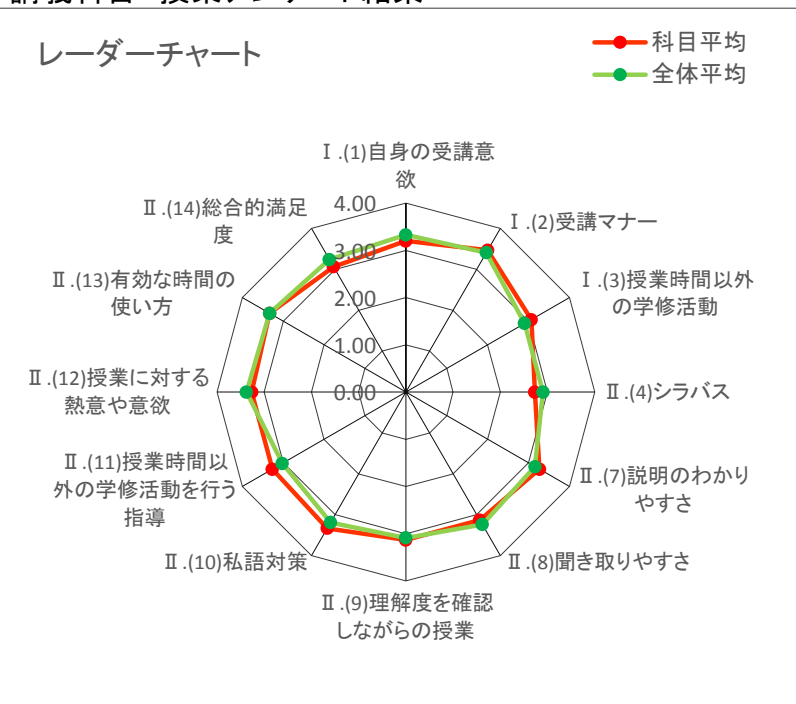 レーダーチャート
科目平均
全体平均
Ⅰ.(1)自身の受講意
欲
Ⅰ.(2)受講マナー
Ⅰ.(3)授業時間以外
の学修活動
Ⅱ.(4)シラバス
Ⅱ.(7)説明のわかり
やすさ
Ⅱ.(8)聞き取りやすさ
Ⅱ.(9)理解度を確認
しながらの授業
Ⅱ.(10)私語対策
Ⅱ.(11)授業時間以
外の学修活動を行う
指導
Ⅱ.(12)授業に対する
熱意や意欲
Ⅱ.(13)有効な時間の
使い方
Ⅱ.(14)総合的満足
度
4.00
3.00
2.00
1.00
0.00